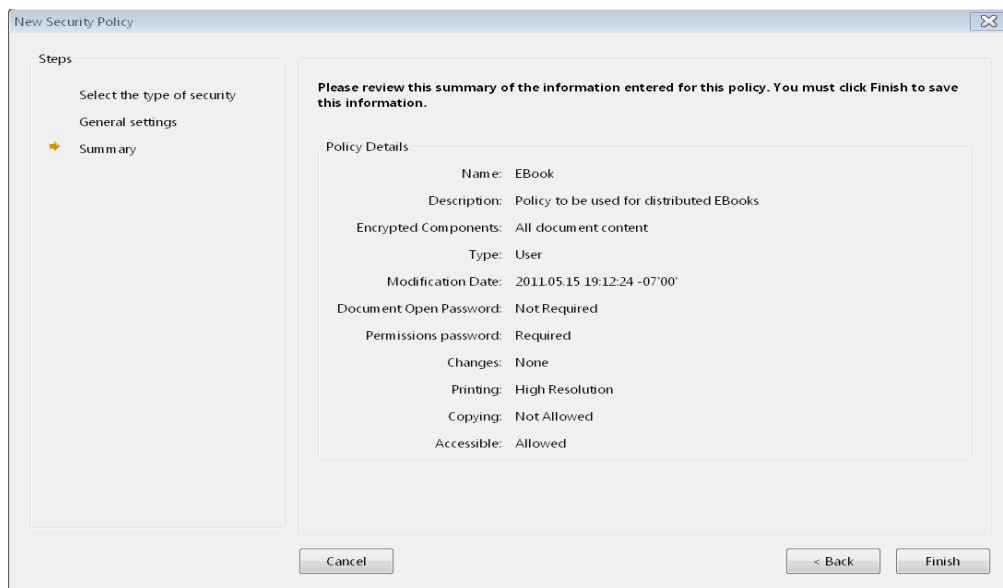 New Security Policy
Steps
Select the type of security
General settings
Summary
Please review this summary of the information entered for this policy. You must click Finish to save
this information.
Policy Details
Name: EBook
Description: Policy to be used for distributed EBooks
Encrypted Components: All document content
Type: User
Modification Date: 2011.05.15 19:12:24 -07'00'
Document Open Password: Not Required
Permissions password: Required
Changes: None
Printing: High Resolution
Copying: Not Allowed
Accessible: Allowed
Cancel
< Back
Finish